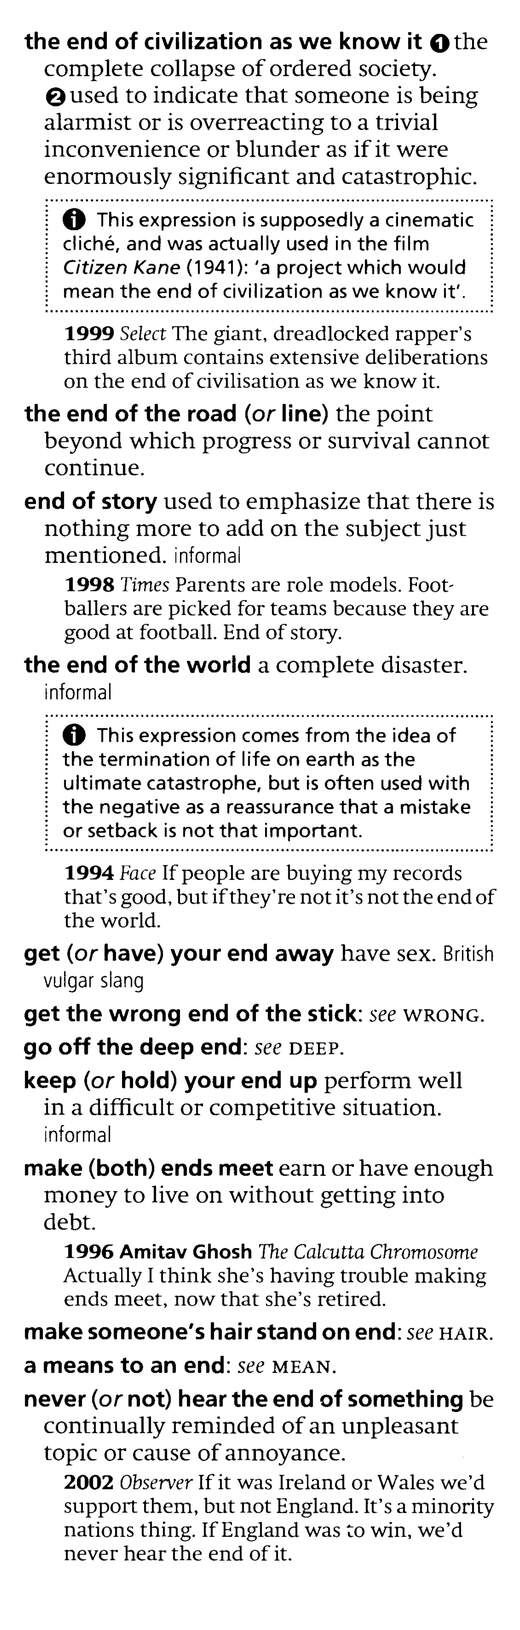 the end of civilization as we know it ❶ the
complete collapse of ordered society.
❷ used to indicate that someone is being
alarmist or is overreacting to a trivial
inconvenience or blunder as if it were
enormously significant and catastrophic.
ℹ This expression is supposedly a cinematic
cliché, and was actually used in the film
Citizen Kane (1941): ‘a project which would
mean the end of civilization as we know it’.
1999 Select The giant, dreadlocked rapper’s
third album contains extensive deliberations
on the end of civilisation as we know it.
the end of the road (or line) the point
beyond which progress or survival cannot
continue.
end of story used to emphasize that there is
nothing more to add on the subject just
mentioned. informal
1998 Times Parents are role models. Foot-
ballers are picked for teams because they are
good at football. End of story.
the end of the world a complete disaster.
informal
ℹ This expression comes from the idea of
the termination of life on earth as the
ultimate catastrophe, but is often used with
the negative as a reassurance that a mistake
or setback is not that important.
1994 Face If people are buying my records
that’s good, but if they’re not it’s not the end of
the world.
get (or have) your end away have sex. British
vulgar slang
get the wrong end of the stick: see WRONG.
go off the deep end: see DEEP.
keep (or hold) your end up perform well
in a difficult or competitive situation.
informal
make (both) ends meet earn or have enough
money to live on without getting into
debt.
1996 Amitav Ghosh The Calcutta Chromosome
Actually I think she’s having trouble making
ends meet, now that she’s retired.
make someone’s hair stand on end: see HAIR.
a means to an end: see MEAN.
never (or not) hear the end of something be
continually reminded of an unpleasant
topic or cause of annoyance.
2002 Observer If it was Ireland or Wales we’d
support them, but not England. It’s a minority
nations thing. If England was to win, we’d
never hear the end of it.